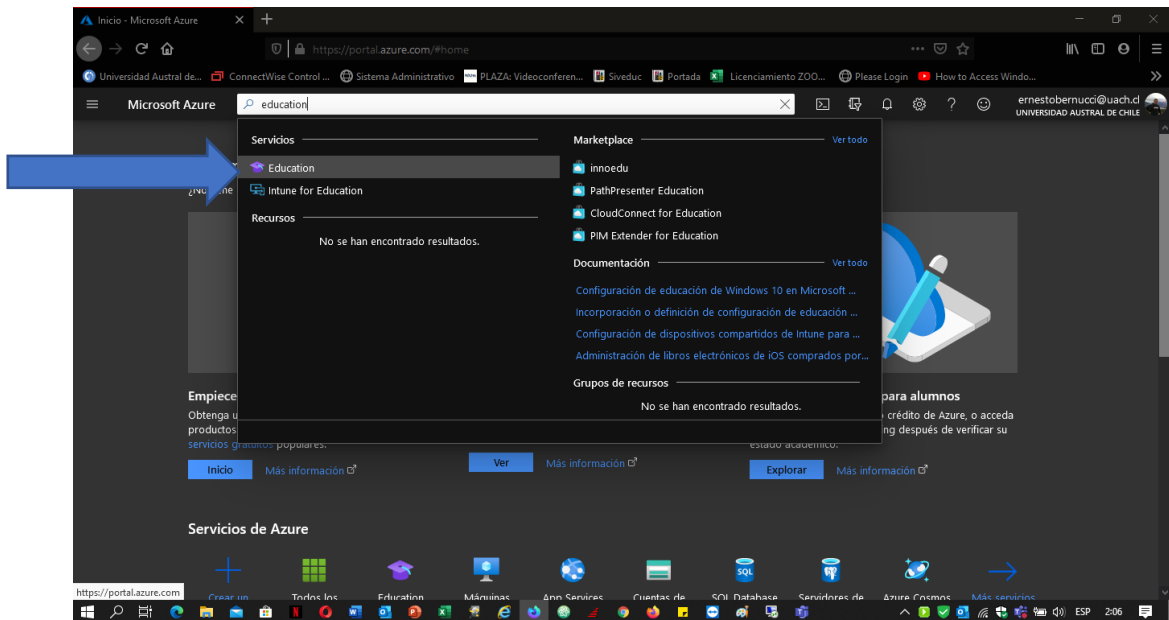 Inicio - Microsoft Azure
https://portal.azure.com/#home
Universidad Austral de...
ConnectWise Control ...
Sistema Administrativo
PLAZA: Videoconferen...
Siveduc
Portada
Licenciamiento ZOO...
Please Login
How to Access Windo...
Microsoft Azure
education
ernestobernucci@uach.cl
UNIVERSIDAD AUSTRAL DE CHILE
Servicios
Marketplace
Ver todo
Education
innoedu
Intune for Education
PathPresenter Education
Recursos
CloudConnect for Education
No se han encontrado resultados.
PIM Extender for Education
Documentación
Ver todo
Configuración de educación de Windows 10 en Microsoft ...
Incorporación o definición de configuración de educación ...
Configuración de dispositivos compartidos de Intune para ...
Administración de libros electrónicos de iOS comprados por...
Grupos de recursos
No se han encontrado resultados.
Empiece
para alumnos
Obtenga u
crédito de Azure, o acceda
productos
ng después de verificar su
servicios gratuitos populares.
estado académico.
Inicio
Más información
Ver
Más información
Explorar
Más información
Servicios de Azure
https://portal.azure.com
Crear un
Todos los
Education
Máquinas
App Services
Cuentas de
SQL Database
Servidores de
Azure Cosmos
Más servicios
ESP
2:06